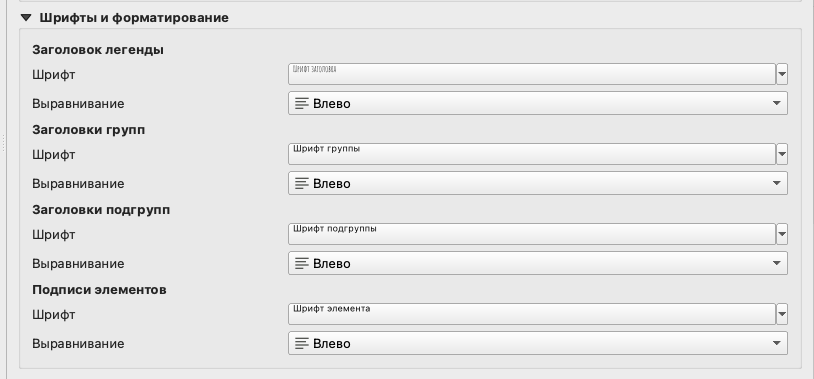 Шрифты и форматирование
Заголовок легенды
Шрифт
Шрифт заголовка
Выравнивание
Влево
Заголовки групп
Шрифт
Шрифт группы
Выравнивание
Влево
Заголовки подгрупп
Шрифт
Шрифт подгруппы
Выравнивание
Влево
Подписи элементов
Шрифт
Шрифт элемента
Выравнивание
Влево